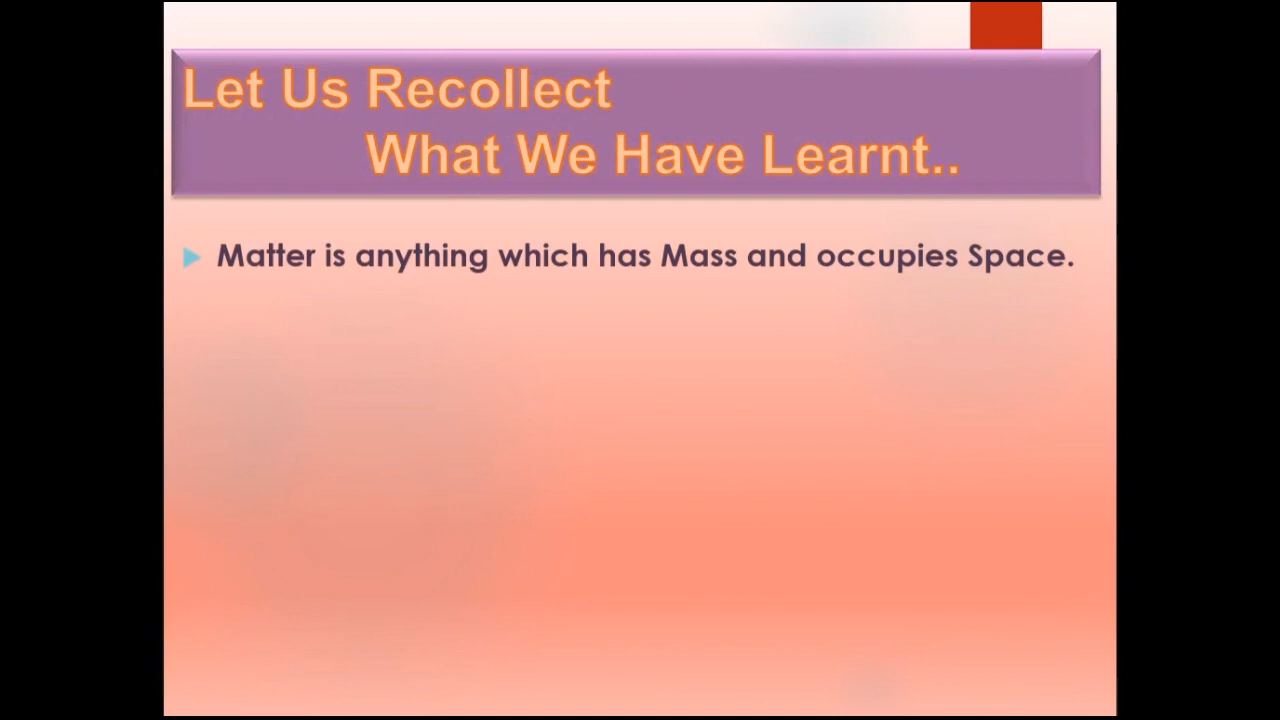 Let Us Recollect
What We Have Learnt..
Matter is anything which has Mass and occupies Space.